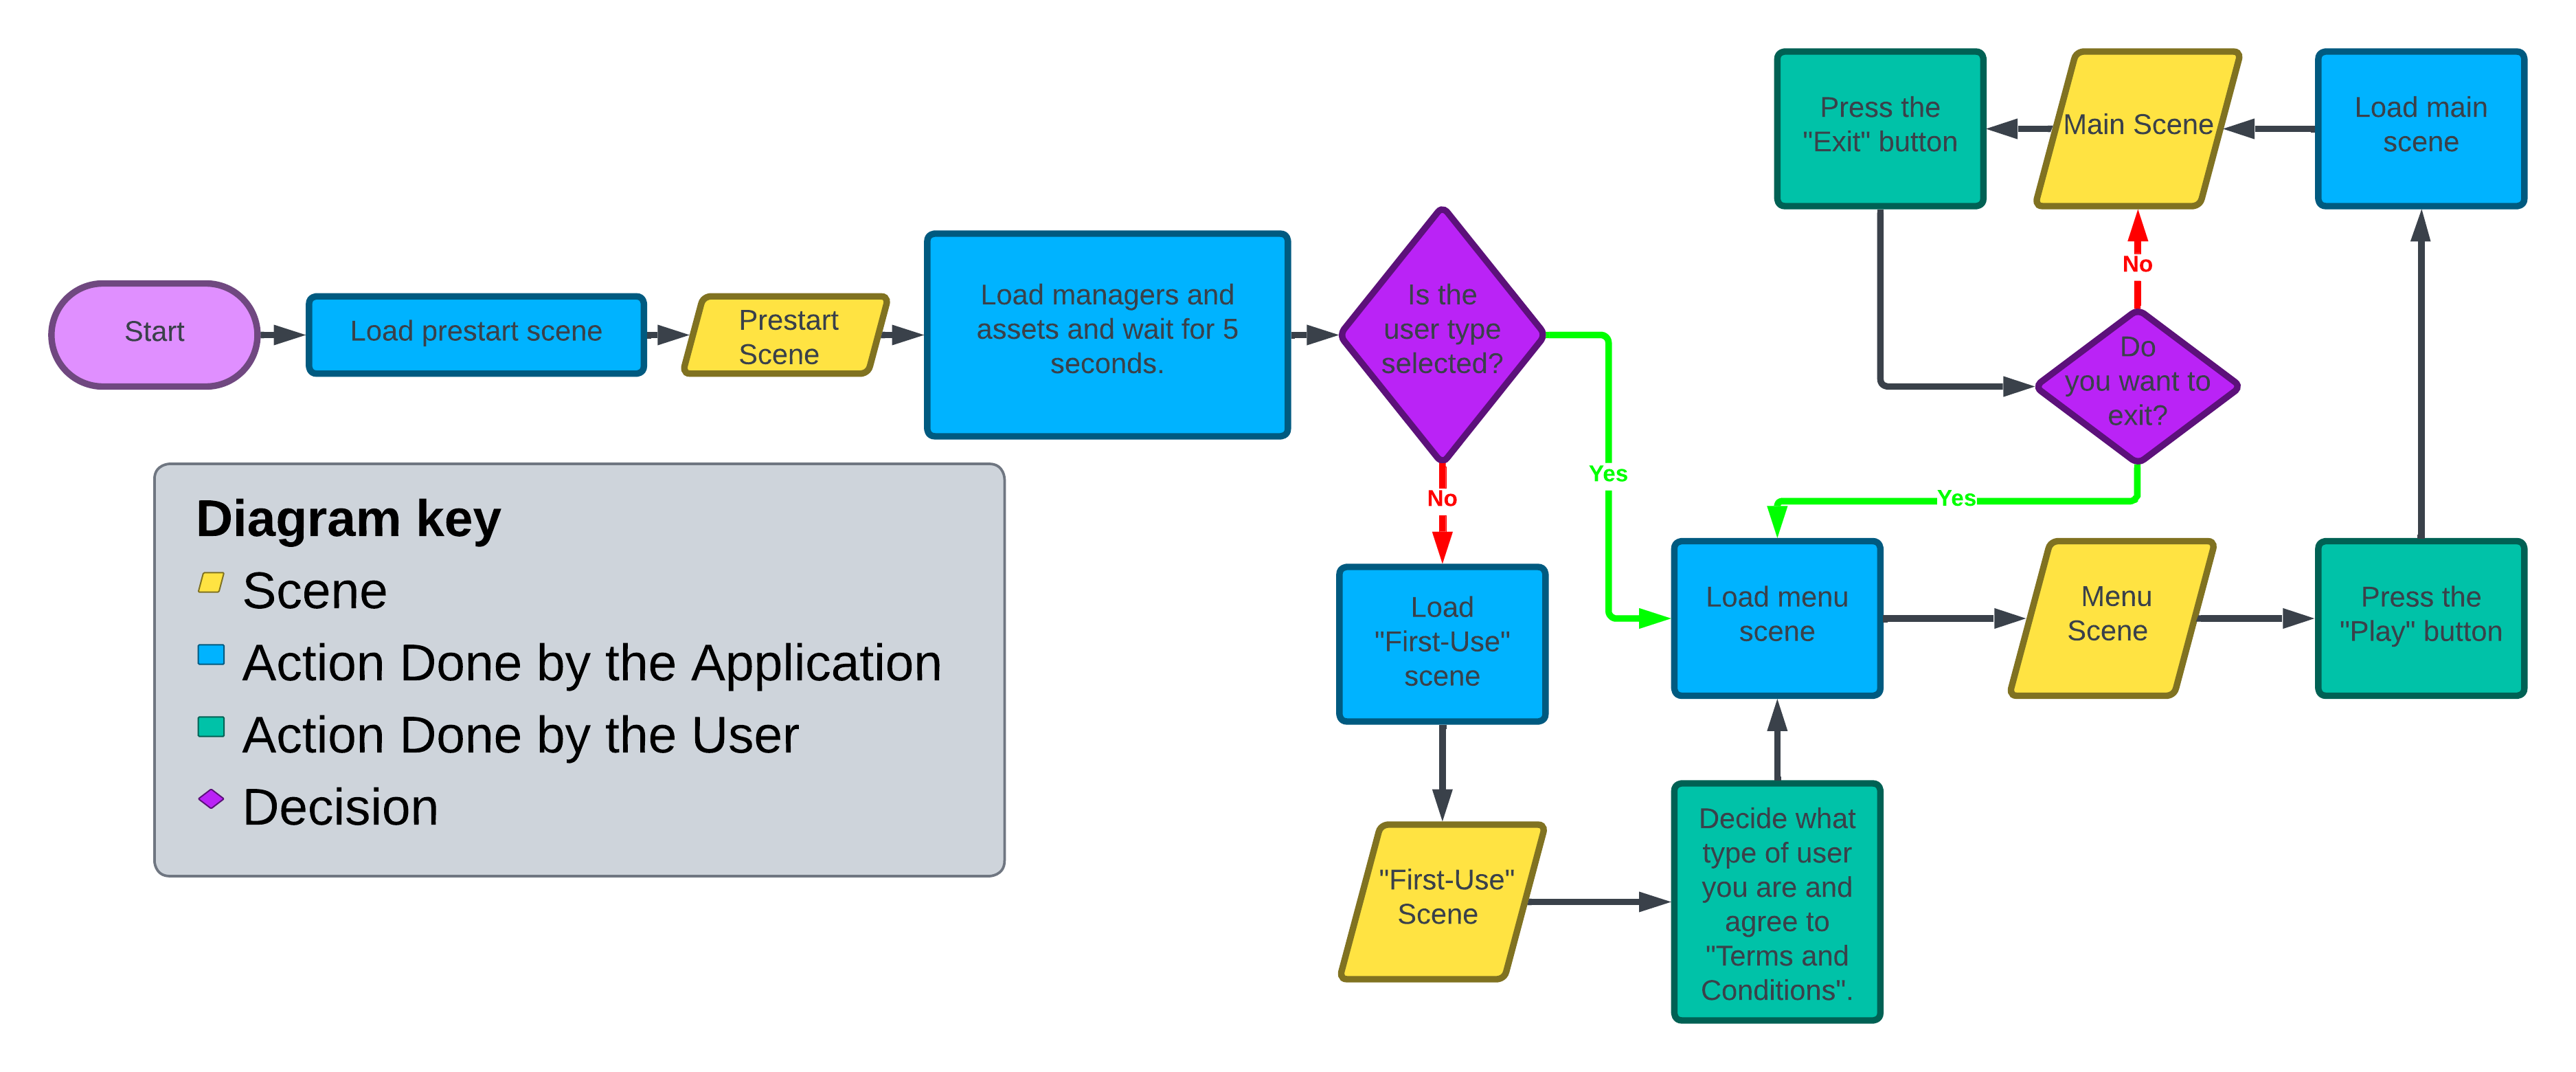 Start
Load prestart scene
Prestart
Scene
Load managers and
assets and wait for 5
seconds.
Is the
user type
selected?
Yes
No
Load
"First-Use"
scene
"First-Use"
Scene
Decide what
type of user
you are and
agree to
"Terms and
Conditions".
Load menu
scene
Menu
Scene
Press the
"Play" button
Load main
scene
Main Scene
Press the
"Exit" button
Do
you want to
exit?
No
Yes
Diagram key
Scene
Action Done by the Application
Action Done by the User
Decision